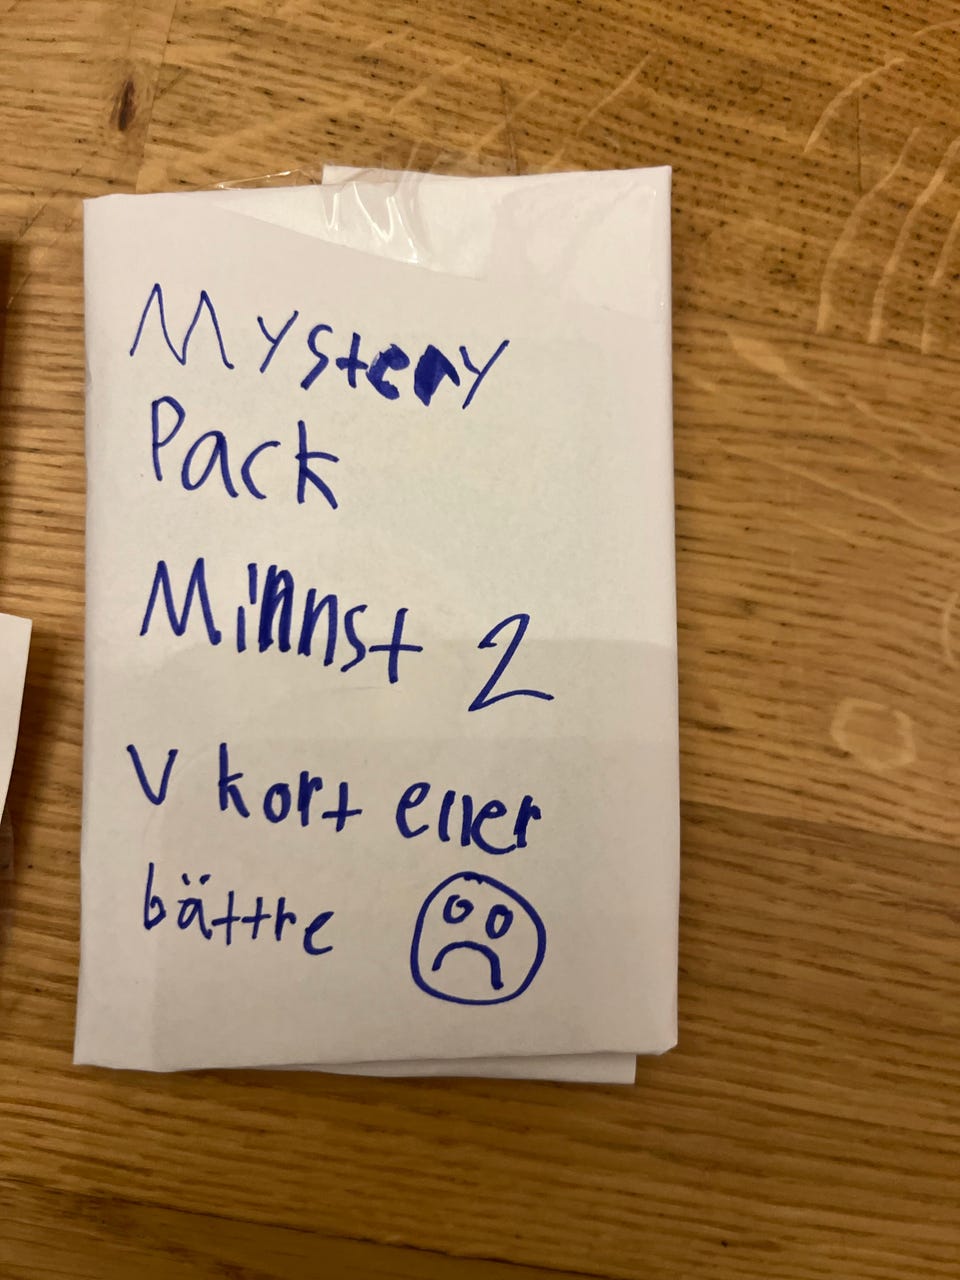 Mystery
Pack
Minnst 2
V kort eller
bättre